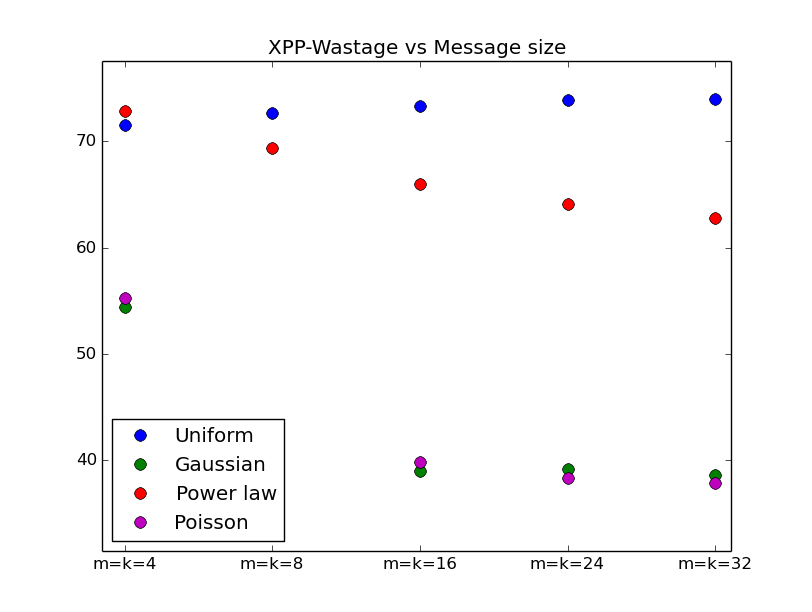 XPP-Wastage vs Message size
70
60
50
40
Uniform
Gaussian
Power law
Poisson
m=k=4 m=k=8 m=k=16 m=k=24 m=k=32